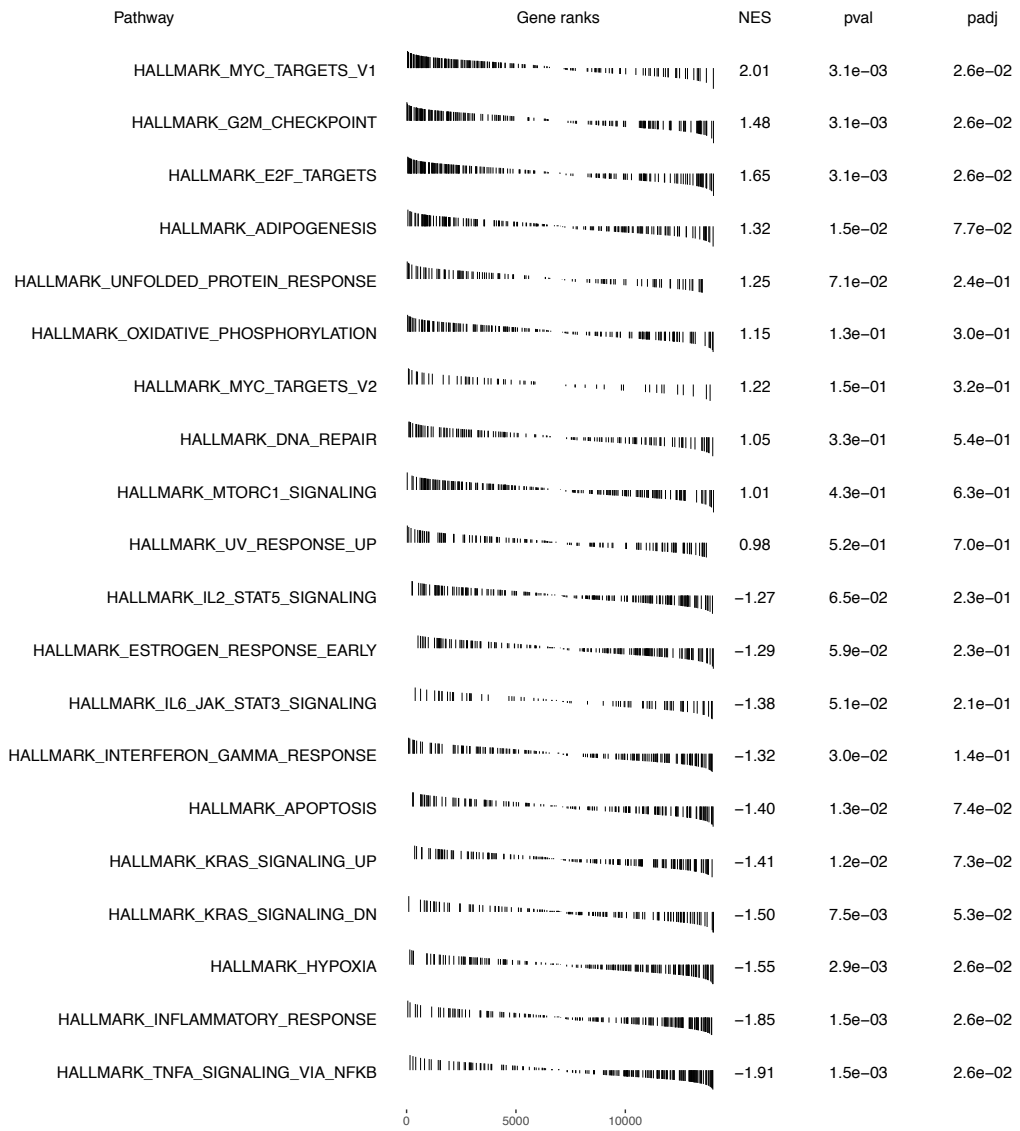 Pathway Gene ranks NES pval padj
HALLMARK_MYC_TARGETS_V1 2.01 3.1e−03 2.6e−02
HALLMARK_G2M_CHECKPOINT 1.48 3.1e−03 2.6e−02
HALLMARK_E2F_TARGETS 1.65 3.1e−03 2.6e−02
HALLMARK_ADIPOGENESIS 1.32 1.5e−02 7.7e−02
HALLMARK_UNFOLDED_PROTEIN_RESPONSE 1.25 7.1e−02 2.4e−01
HALLMARK_OXIDATIVE_PHOSPHORYLATION 1.15 1.3e−01 3.0e−01
HALLMARK_MYC_TARGETS_V2 1.22 1.5e−01 3.2e−01
HALLMARK_DNA_REPAIR 1.05 3.3e−01 5.4e−01
HALLMARK_MTORC1_SIGNALING 1.01 4.3e−01 6.3e−01
HALLMARK_UV_RESPONSE_UP 0.98 5.2e−01 7.0e−01
HALLMARK_IL2_STAT5_SIGNALING −1.27 6.5e−02 2.3e−01
HALLMARK_ESTROGEN_RESPONSE_EARLY −1.29 5.9e−02 2.3e−01
HALLMARK_IL6_JAK_STAT3_SIGNALING −1.38 5.1e−02 2.1e−01
HALLMARK_INTERFERON_GAMMA_RESPONSE −1.32 3.0e−02 1.4e−01
HALLMARK_APOPTOSIS −1.40 1.3e−02 7.4e−02
HALLMARK_KRAS_SIGNALING_UP −1.41 1.2e−02 7.3e−02
HALLMARK_KRAS_SIGNALING_DN −1.50 7.5e−03 5.3e−02
HALLMARK_HYPOXIA −1.55 2.9e−03 2.6e−02
HALLMARK_INFLAMMATORY_RESPONSE −1.85 1.5e−03 2.6e−02
HALLMARK_TNFA_SIGNALING_VIA_NFKB −1.91 1.5e−03 2.6e−02
0 5000 10000